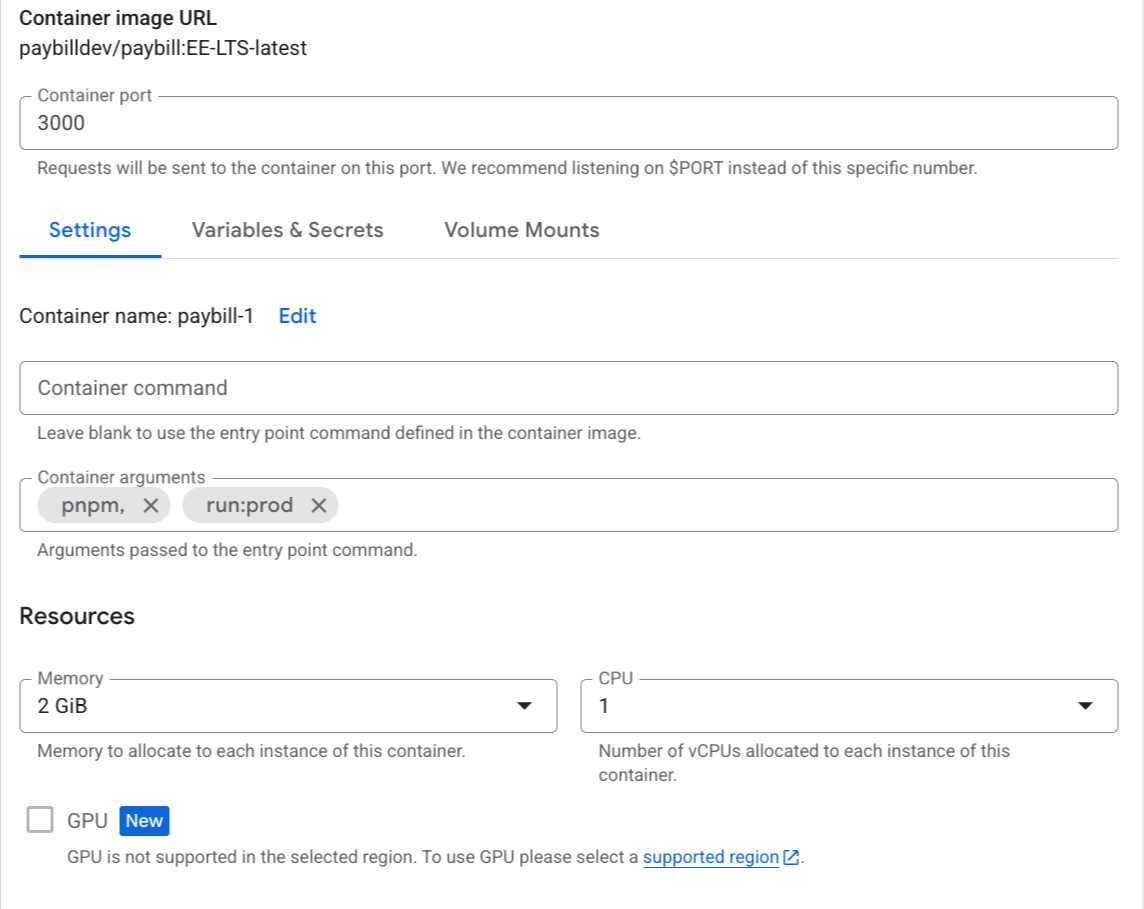 Container image URL
paybilldev/paybill:EE-LTS-latest
Container port
3000
Requests will be sent to the container on this port. We recommend listening on $PORT instead of this specific number.
Settings Variables & Secrets Volume Mounts
Container name: paybill-1 Edit
Container command
Leave blank to use the entry point command defined in the container image.
Container arguments
pnpm, run:prod
Arguments passed to the entry point command.
Resources
Memory CPU
2 GiB 1
Memory to allocate to each instance of this container. Number of vCPUs allocated to each instance of this
container.
GPU New
GPU is not supported in the selected region. To use GPU please select a supported region.